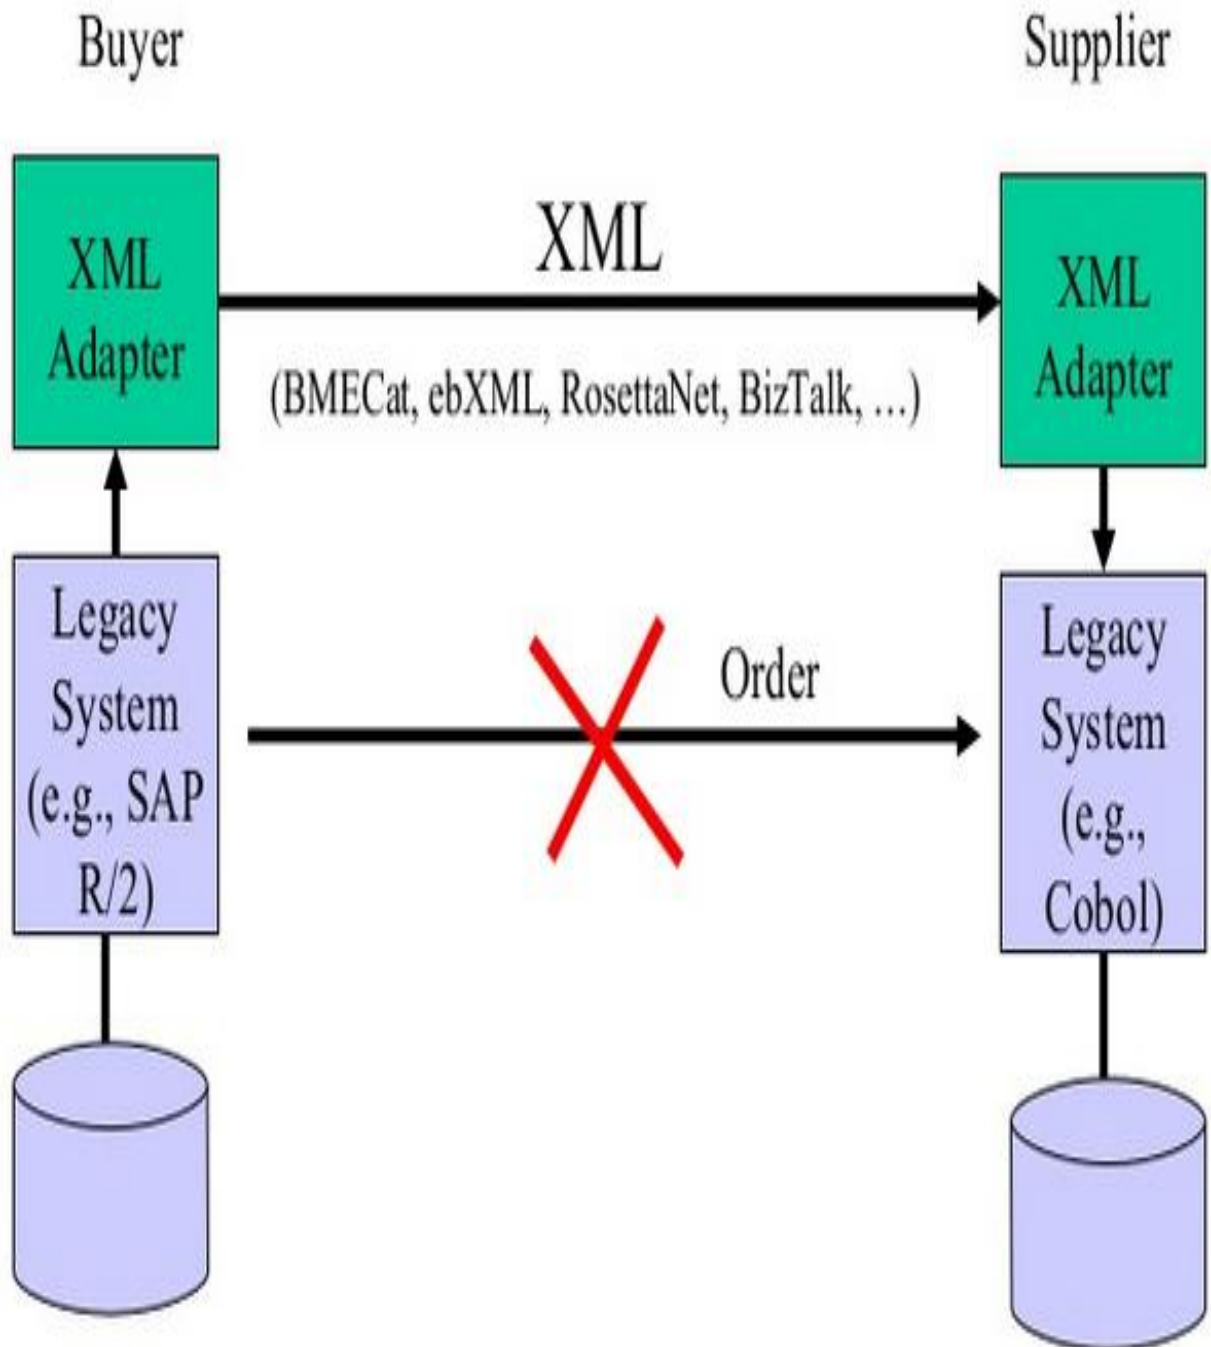 Buyer
Supplier
XML
Adapter
XML
(BMECat, ebXML, RosettaNet, BizTalk, …)
XML
Adapter
Legacy
System
(e.g., SAP
R/2)
Order
Legacy
System
(e.g.,
Cobol)